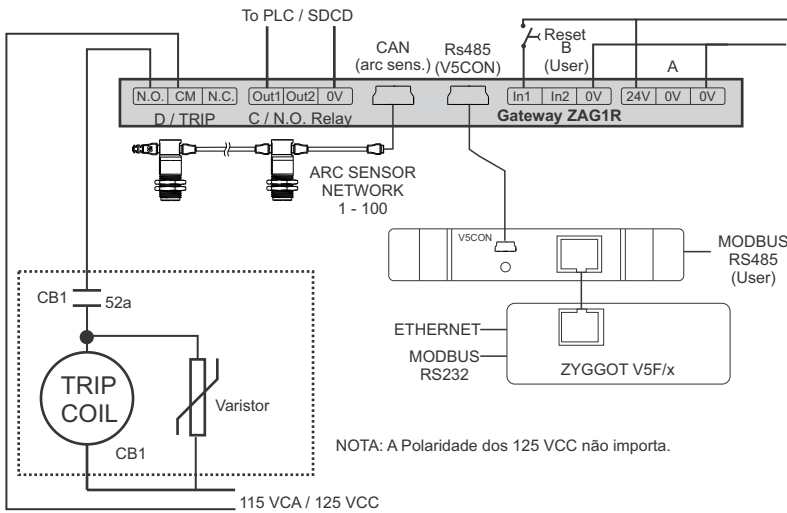 To PLC / SDCD
CAN
(arc sens.)
Rs485
(V5CON)
Reset
B
(User)
A
N.O. CM N.C.
Out1 Out2 0V
In1 In2 0V
24V 0V 0V
D / TRIP
C / N.O. Relay
Gateway ZAG1R
ARC SENSOR
NETWORK
1 - 100
V5CON
MODBUS
RS485
(User)
CB1
52a
ETHERNET
MODBUS
RS232
ZYGGOT V5F/x
TRIP
COIL
Varistor
CB1
NOTA: A Polaridade dos 125 VCC não importa.
115 VCA / 125 VCC